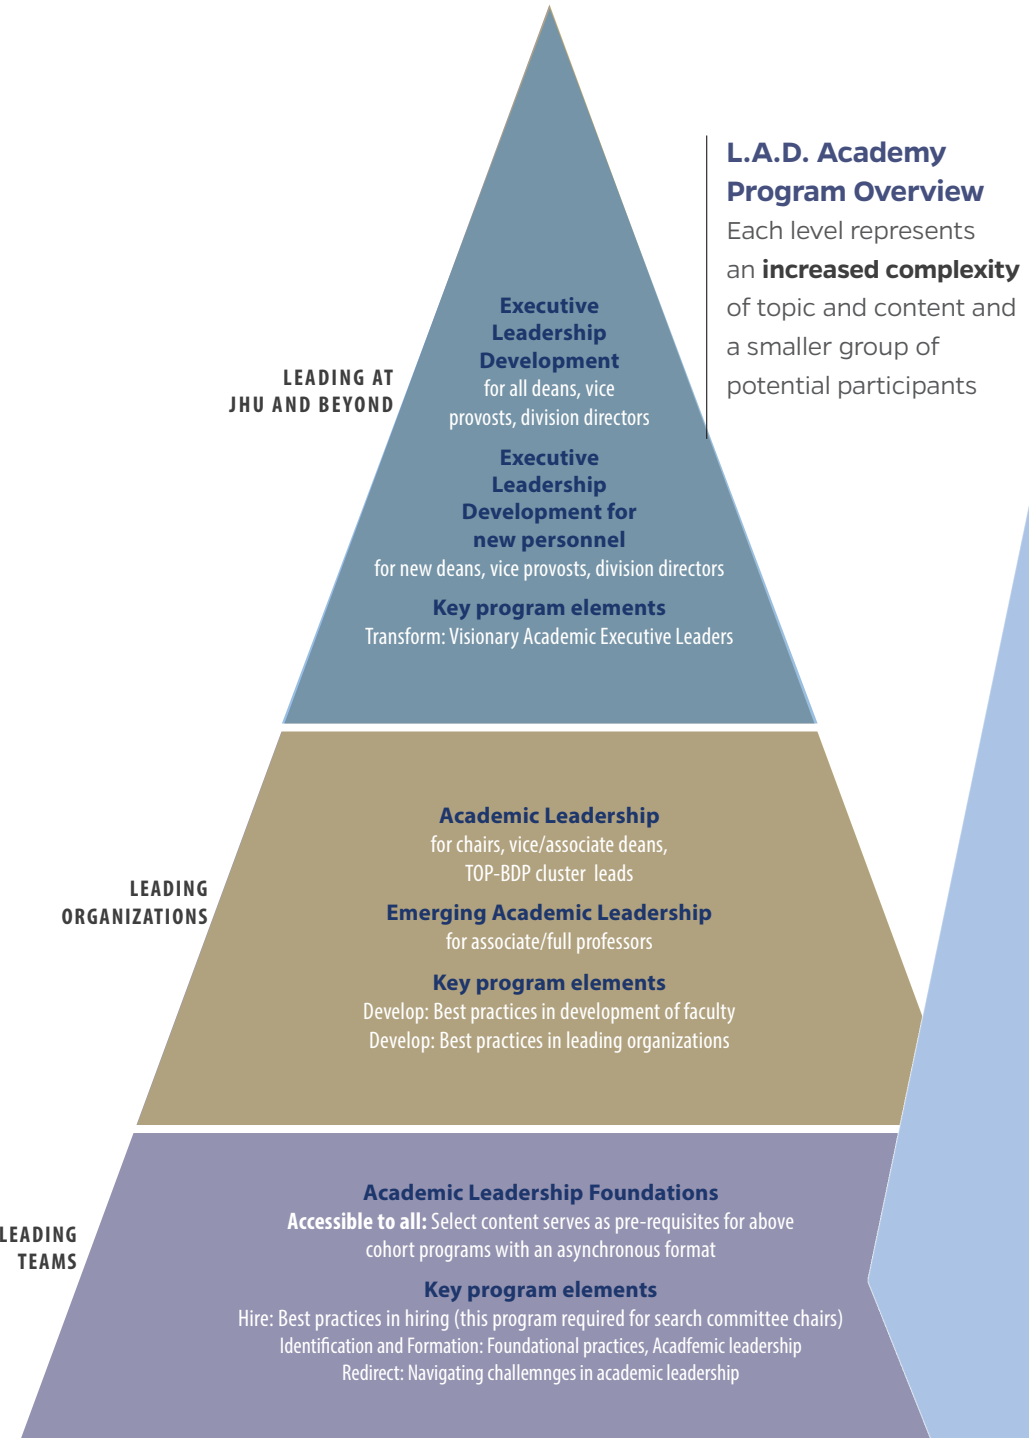 L.A.D. Academy
Program Overview
Each level represents
an increased complexity
of topic and content and
a smaller group of
potential participants
LEADING AT
JHU AND BEYOND
Executive
Leadership
Development
for all deans, vice
provosts, division directors
Executive
Leadership
Development for
new personnel
for new deans, vice provosts, division directors
Key program elements
Transform: Visionary Academic Executive Leaders
LEADING
ORGANIZATIONS
Academic Leadership
for chairs, vice/associate deans,
TOP-BDP cluster leads
Emerging Academic Leadership
for associate/full professors
Key program elements
Develop: Best practices in development of faculty
Develop: Best practices in leading organizations
LEADING
TEAMS
Academic Leadership Foundations
Accessible to all: Select content serves as pre-requisites for above
cohort programs with an asynchronous format
Key program elements
Hire: Best practices in hiring (this program required for search committee chairs)
Identification and Formation: Foundational practices, Acadfemic leadership
Redirect: Navigating challemnges in academic leadership